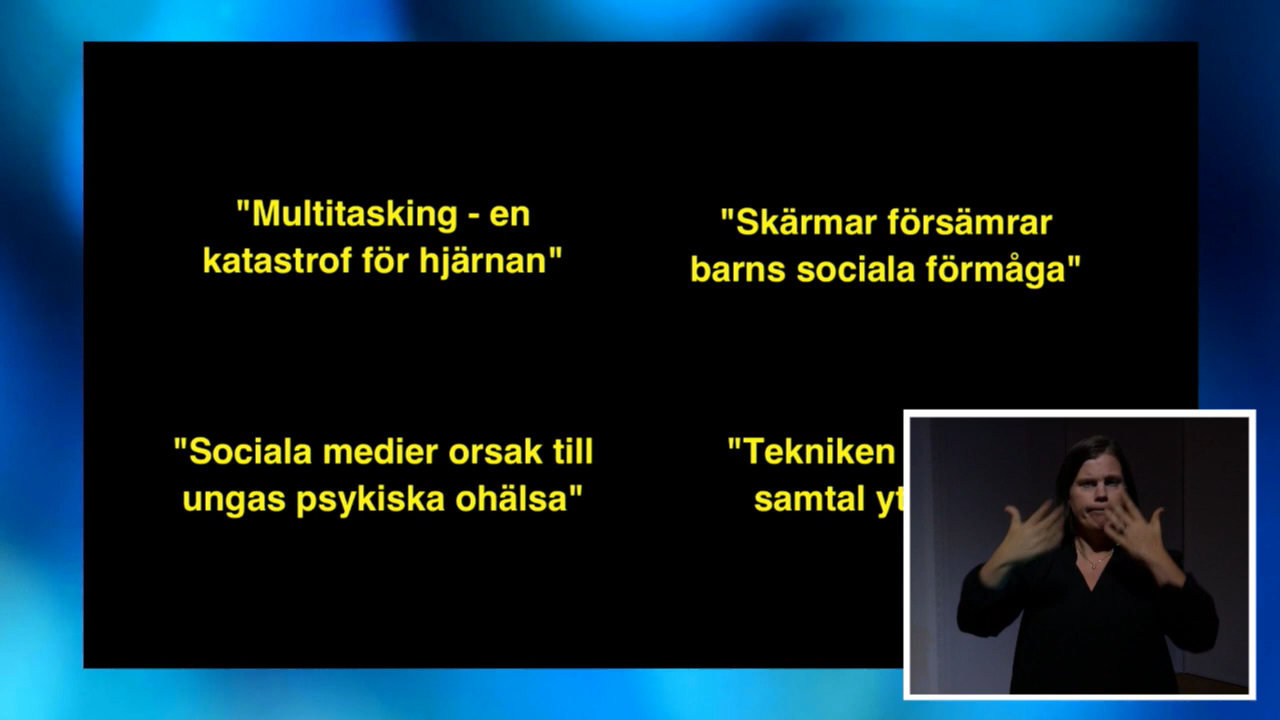 "Multitasking - en
katastrof för hjärnan"
"Skärmar försämrar
barns sociala förmåga"
"Sociala medier orsak till
ungas psykiska ohälsa"
"Tekniken
samtal